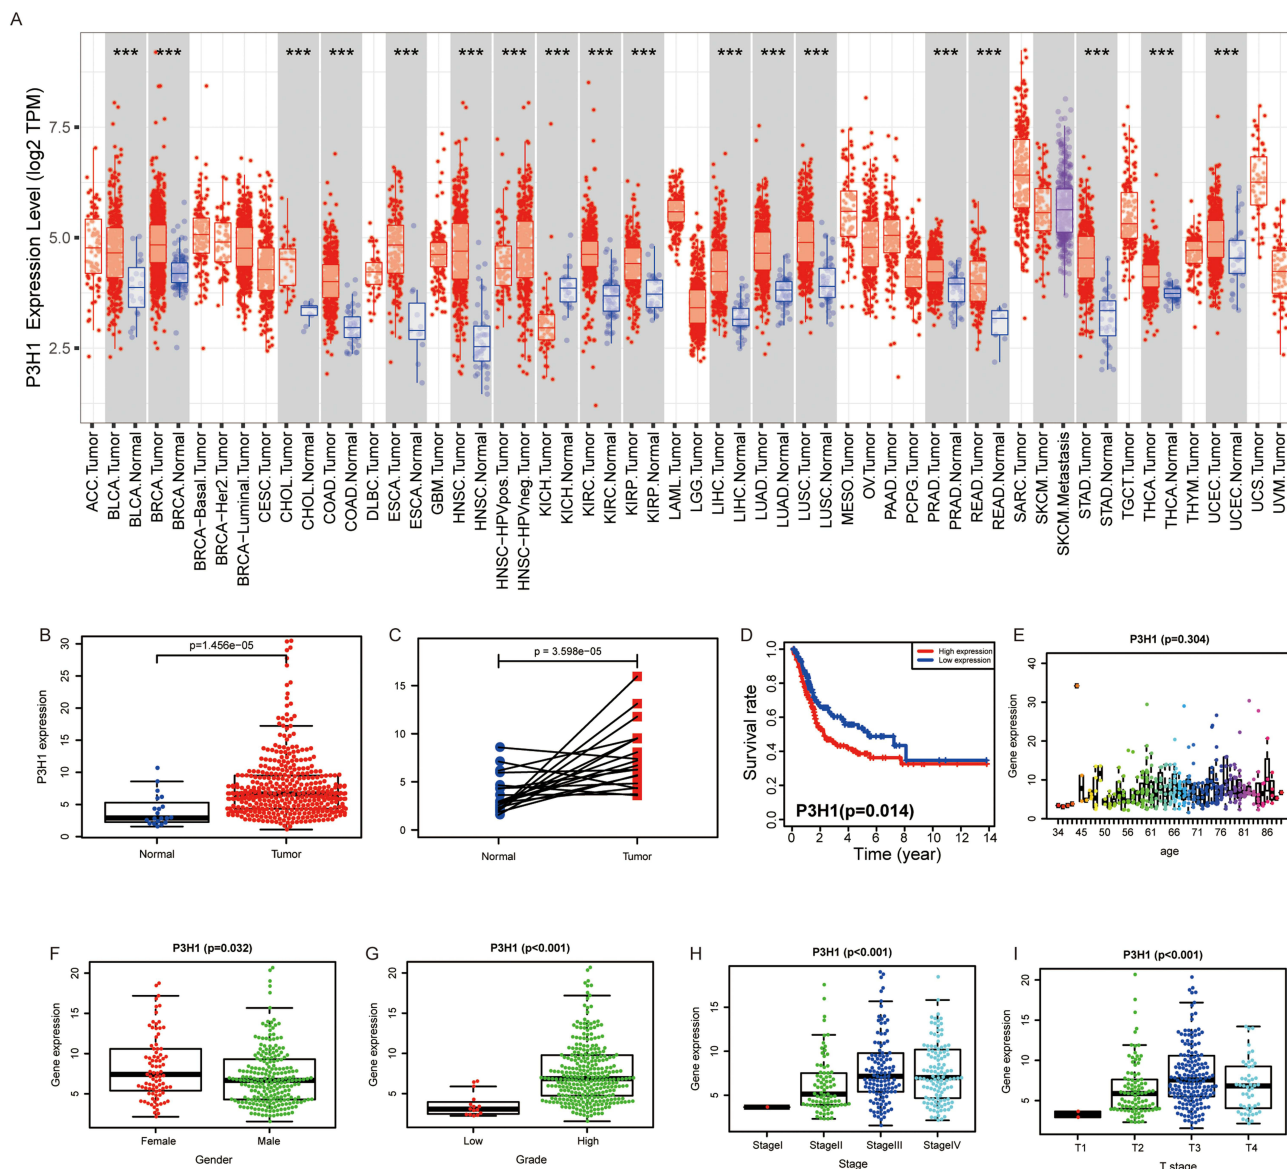 A
*** *** *** *** *** *** *** *** *** *** *** *** *** *** *** *** *** ***
P3H1 Expression Level (log2 TPM)
7.5
5.0
2.5
ACC.Tumor
BLCA.Tumor
BLCA.Normal
BRCA.Tumor
BRCA.Normal
BRCA-Basal.Tumor
BRCA-Her2.Tumor
BRCA-Luminal.Tumor
CESC.Tumor
CHOL.Tumor
CHOL.Normal
COAD.Tumor
COAD.Normal
DLBC.Tumor
ESCA.Tumor
ESCA.Normal
GBM.Tumor
HNSC.Tumor
HNSC.Normal
HNSC-HPVpos.Tumor
HNSC-HPVneg.Tumor
KICH.Tumor
KICH.Normal
KIRC.Tumor
KIRC.Normal
KIRP.Tumor
KIRP.Normal
LAML.Tumor
LGG.Tumor
LIHC.Tumor
LIHC.Normal
LUAD.Tumor
LUAD.Normal
LUSC.Tumor
LUSC.Normal
MESO.Tumor
OV.Tumor
PAAD.Tumor
PCPG.Tumor
PRAD.Tumor
PRAD.Normal
READ.Tumor
READ.Normal
SARC.Tumor
SKCM.Tumor
SKCM.Metastasis
STAD.Tumor
STAD.Normal
TGCT.Tumor
THCA.Tumor
THCA.Normal
THYM.Tumor
UCEC.Tumor
UCEC.Normal
UCS.Tumor
UVM.Tumor
B
p=1.456e-05
P3H1 expression
30
25
20
15
10
5
0
Normal Tumor
C
p = 3.598e-05
15
10
5
0
Normal Tumor
D
High expression
Low expression
Survival rate
1.0
0.8
0.6
0.4
0.2
0.0
P3H1(p=0.014)
0 2 4 6 8 10 12 14
Time (year)
E
P3H1 (p=0.304)
Gene expression
40
30
20
10
0
34 45 50 56 61 66 71 76 81 86
age
F
P3H1 (p=0.032)
Gene expression
20
15
10
5
Female Male
Gender
G
P3H1 (p<0.001)
Gene expression
20
15
10
5
Low High
Grade
H
P3H1 (p<0.001)
Gene expression
15
10
5
StageI StageII StageIII StageIV
Stage
I
P3H1 (p<0.001)
Gene expression
20
15
10
5
T1 T2 T3 T4
T stage